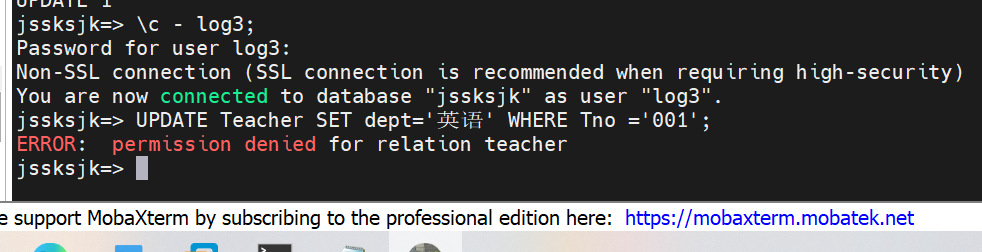 UPDATE 1
jssksjk=> \c - log3;
Password for user log3:
Non-SSL connection (SSL connection is recommended when requiring high-security)
You are now connected to database "jssksjk" as user "log3".
jssksjk=> UPDATE Teacher SET dept='英语' WHERE Tno ='001';
ERROR:  permission denied for relation teacher
jssksjk=>
e support MobaXterm by subscribing to the professional edition here:  https://mobaxterm.mobatek.net